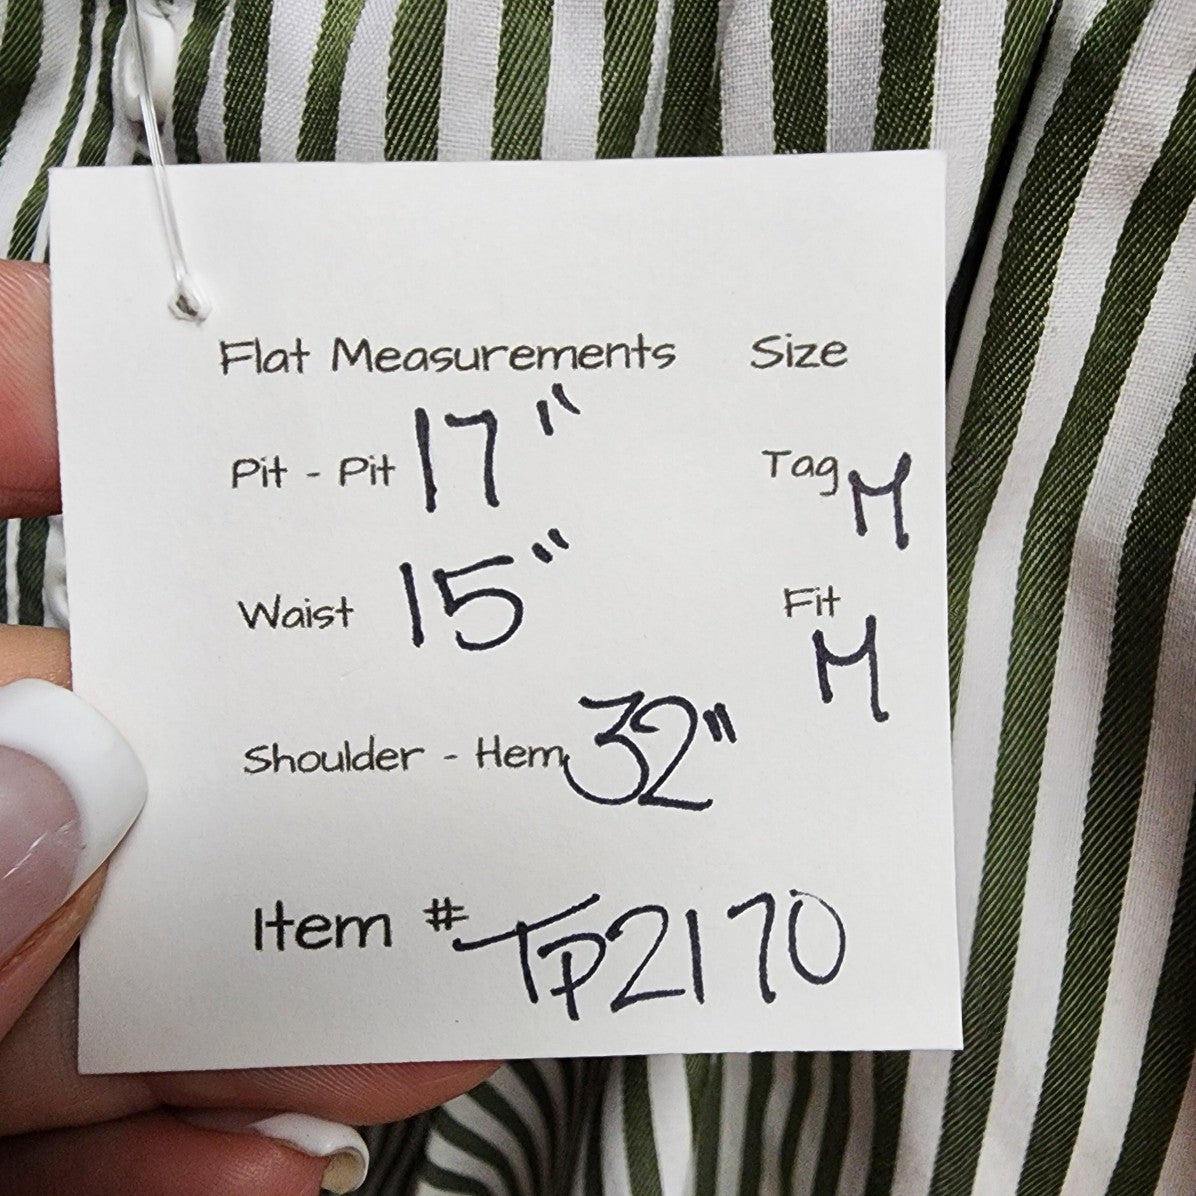 Flat Measurements Size
Pit - Pit 17" Tag M
Waist 15" Fit M
Shoulder - Hem 32"
Item # TP2170